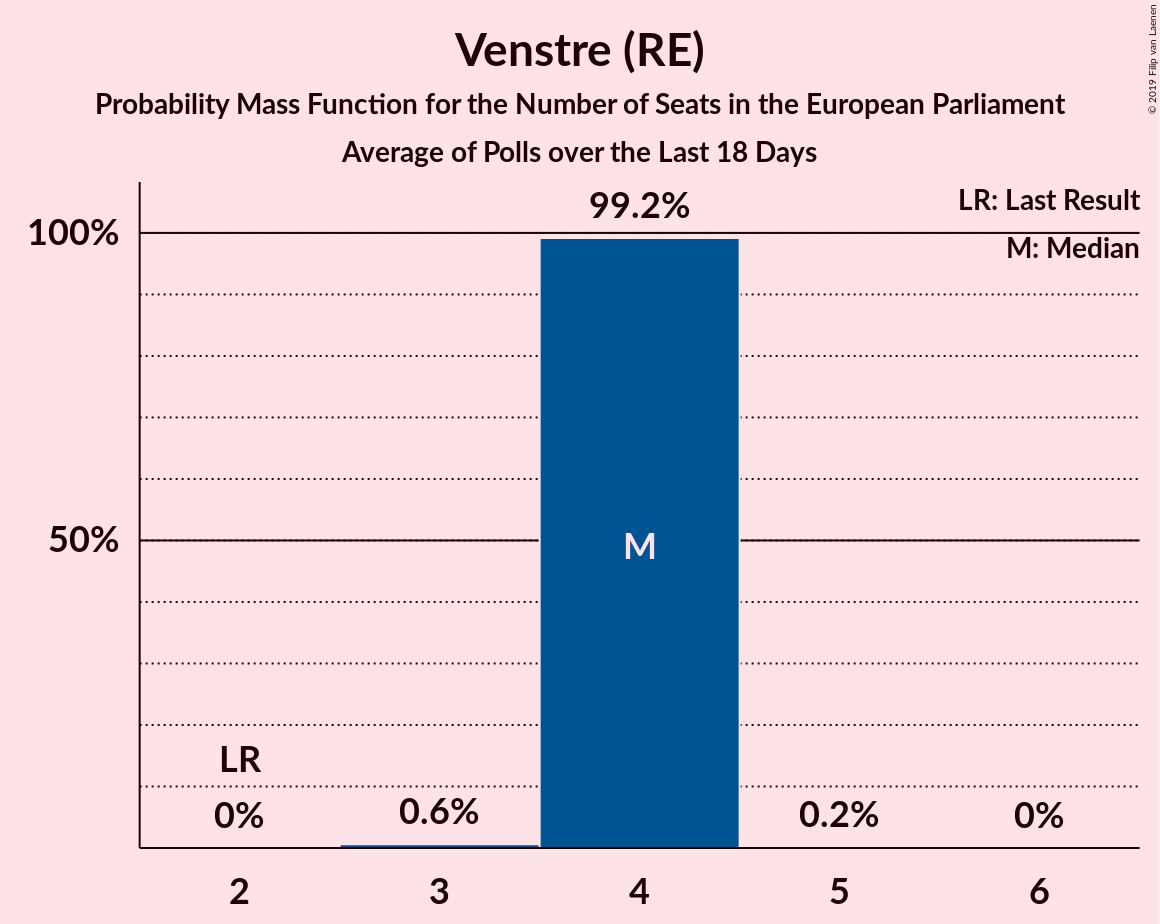 Venstre (RE)
Probability Mass Function for the Number of Seats in the European Parliament
Average of Polls over the Last 18 Days
© 2019 Filip van Laenen
LR: Last Result
M: Median
99.2%
100%
50%
M
LR
0%
0.6%
0.2%
0%
2 3 4 5 6